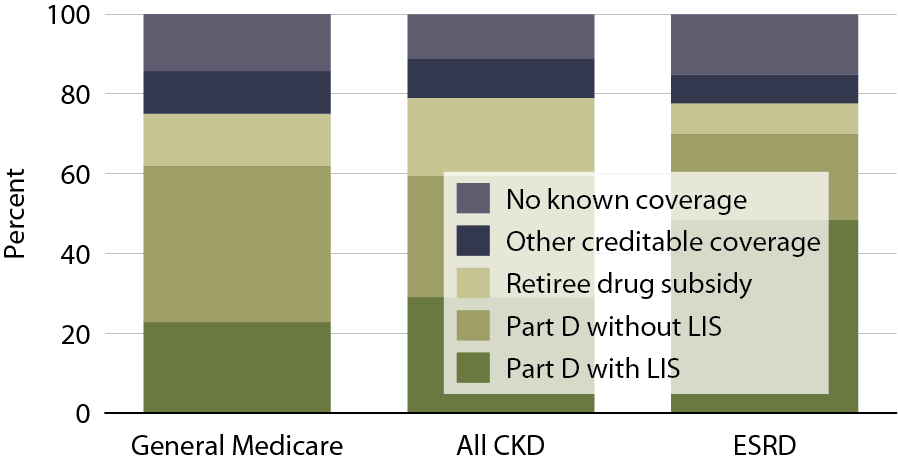 100
80
60
40
20
0
Percent
No known coverage
Other creditable coverage
Retiree drug subsidy
Part D without LIS
Part D with LIS
General Medicare
All CKD
ESRD